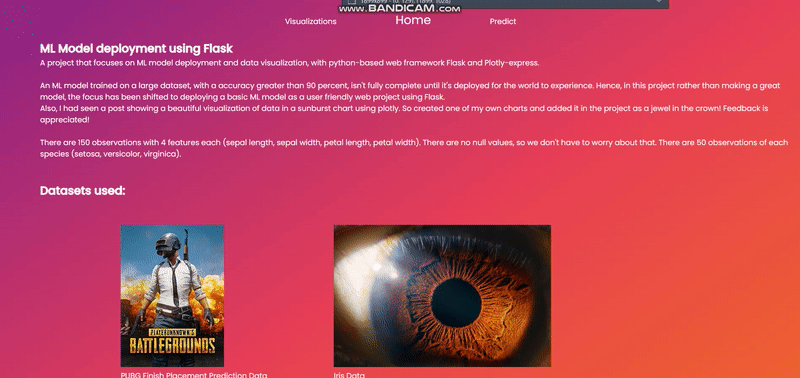 www.BANDICAM.com
Visualizations Home Predict
ML Model deployment using Flask
A project that focuses on ML model deployment and data visualization, with python-based web framework Flask and Plotly-express.
An ML model trained on a large dataset, with a accuracy greater than 90 percent, isn't fully complete until it's deployed for the world to experience. Hence, in this project rather than making a great
model, the focus has been shifted to deploying a basic ML model as a user friendly web project using Flask.
Also, I had seen a post showing a beautiful visualization of data in a sunburst chart using plotly. So created one of my own charts and added it in the project as a jewel in the crown! Feedback is
appreciated!
There are 150 observations with 4 features each (sepal length, sepal width, petal length, petal width). There are no null values, so we don't have to worry about that. There are 50 observations of each
species (setosa, versicolor, virginica).
Datasets used:
PLAYERUNKNOWN'S
BATTLEGROUNDS
PUBG Finish Placement Prediction Data
Iris Data